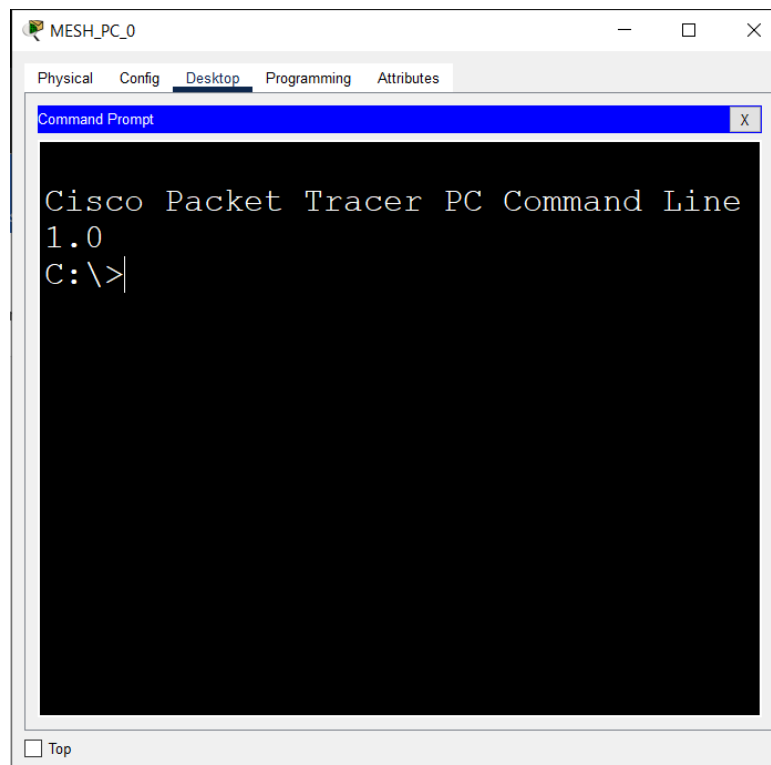 MESH_PC_0
Physical Config Desktop Programming Attributes
Command Prompt X
Cisco Packet Tracer PC Command Line
1.0
C:\>
Top